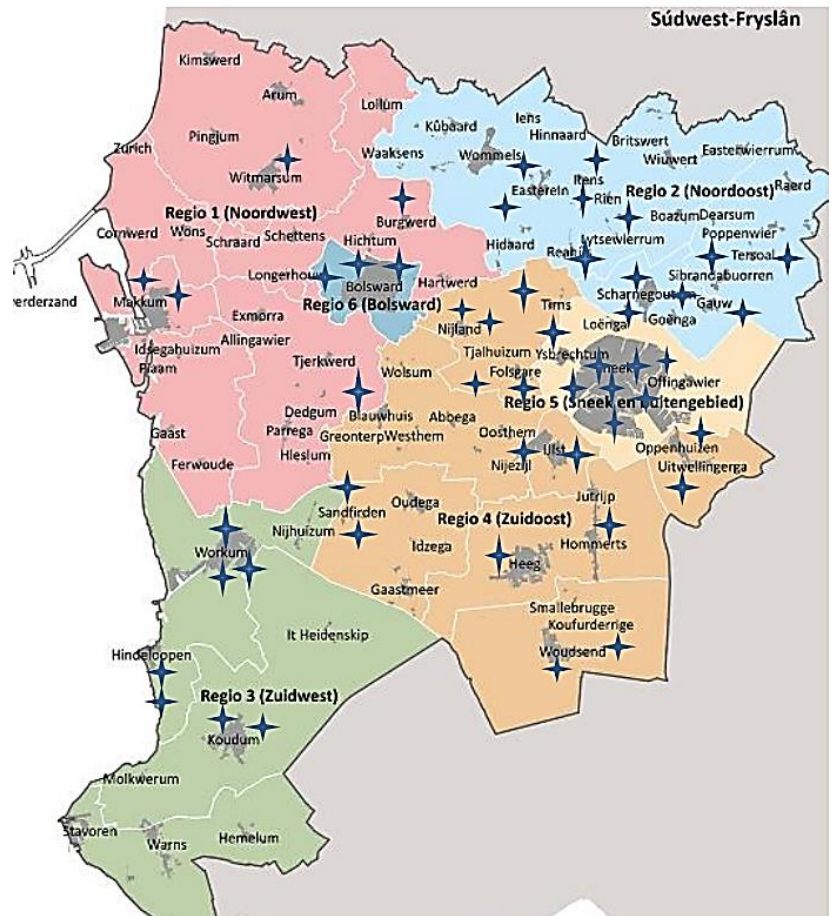 Súdwest-Fryslân
Kimswerd
Arum
Lollum
Pingjum
Zurich
Waaksens
Witmarsum
Kûbaard
Iens
Hinnaard
Wommels
Britswert
Wiuwert
Easterwierrum
Easterein
Itens
Rien
Regio 2 (Noordoost)
Raerd
Regio 1 (Noordwest)
Burgwerd
Boazum
Dearsum
Poppenwier
Cornwerd
Wons
Schraard
Schettens
Hichtum
Hidaard
Lytsewierrum
Tersoal
Longerhouw
Bolsward
Hartwerd
Sibrandabuorren
Scharnegoutum
Gauw
verderzand
Makkum
Regio 6 (Bolsward)
Tirns
Exmorra
Nijland
Loënga
Goënga
Idsegahuizum
Allingawier
Tjalhuizum
Ysbrechtum
Piaam
Tjerkwerd
Wolsum
Folsgare
Sneek
Offingawier
Regio 5 (Sneek en buitengebied)
Dedgum
Blauwhuis
Abbega
Gaast
Parrega
Greonterp
Westhem
Oosthem
Hieslum
Nijezijl
IJlst
Oppenhuizen
Ferwoude
Uitwellingerga
Sandfirden
Oudega
Jutrijp
Nijhuizum
Regio 4 (Zuidoost)
Workum
Idzega
Hommerts
Heeg
Gaastmeer
Smallebrugge
It Heidenskip
Koufurderrige
Hindeloopen
Woudsend
Regio 3 (Zuidwest)
Koudum
Molkwerum
Stavoren
Warns
Hemelum